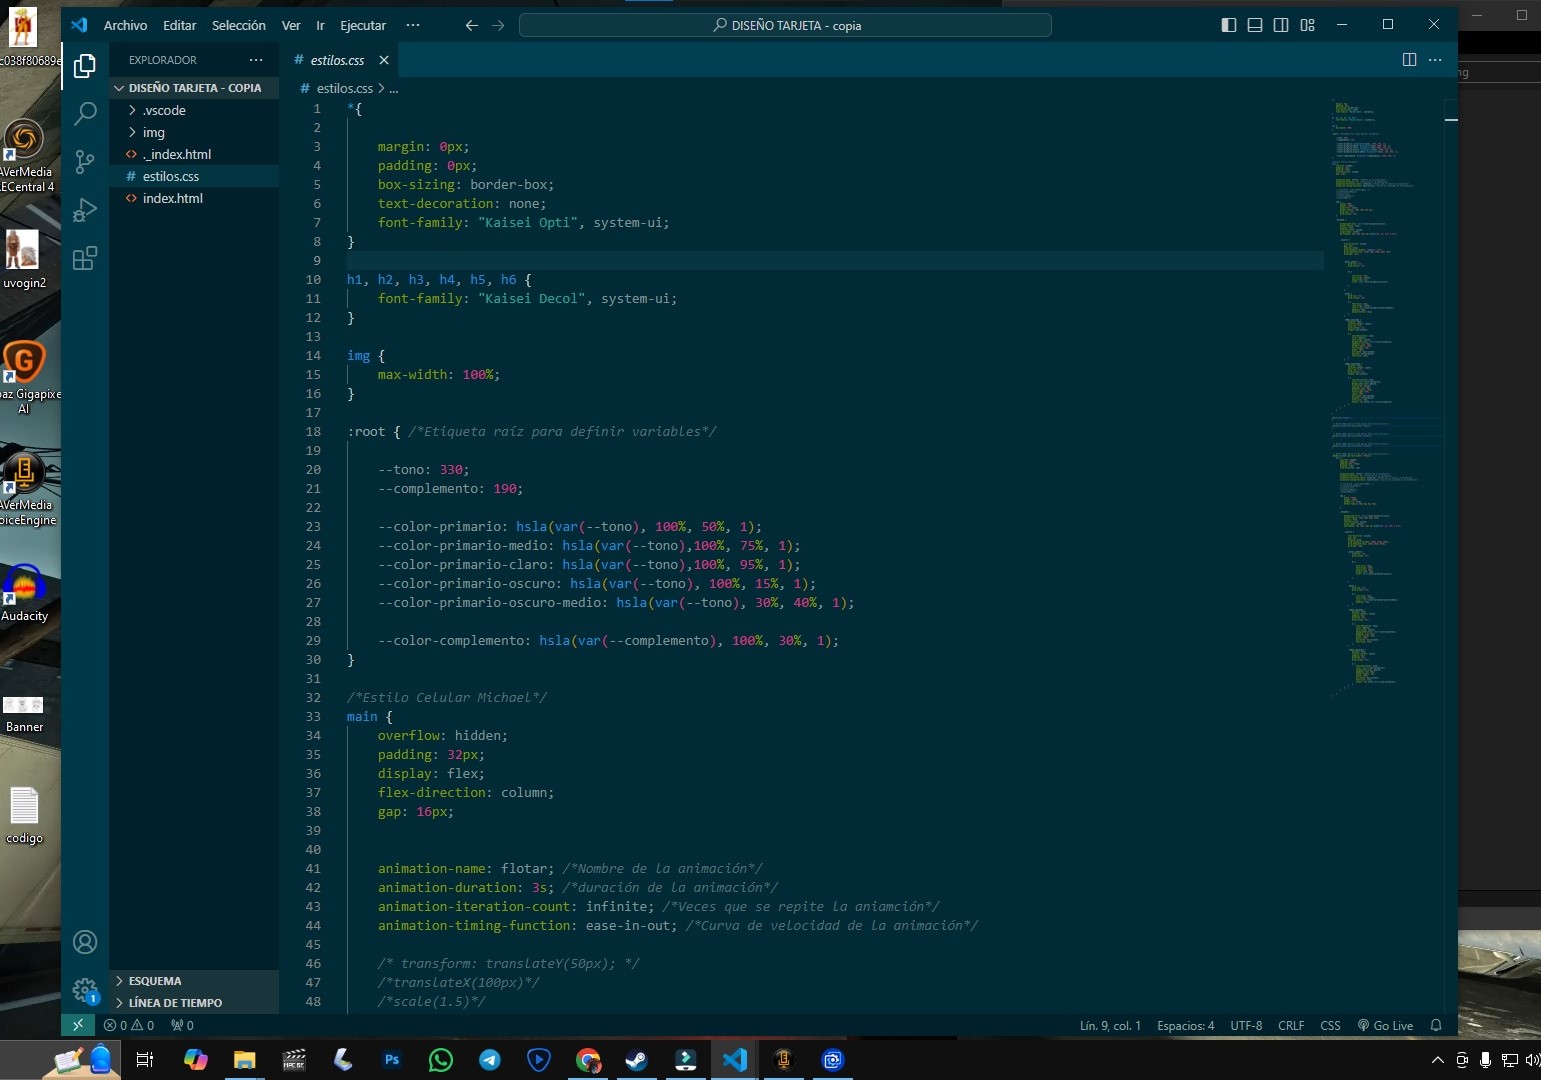 Archivo Editar Selección Ver Ir Ejecutar ···
DISEÑO TARJETA - copia
EXPLORADOR ···
# estilos.css
DISEÑO TARJETA - COPIA
# estilos.css > ...
.vscode
img
._index.html
estilos.css
index.html
1 *{
2
3 margin: 0px;
4 padding: 0px;
5 box-sizing: border-box;
6 text-decoration: none;
7 font-family: "Kaisei Opti", system-ui;
8 }
9
10 h1, h2, h3, h4, h5, h6 {
11 font-family: "Kaisei Decol", system-ui;
12 }
13
14 img {
15 max-width: 100%;
16 }
17
18 :root { /*Etiqueta raíz para definir variables*/
19
20 --tono: 330;
21 --complemento: 190;
22
23 --color-primario: hsla(var(--tono), 100%, 50%, 1);
24 --color-primario-medio: hsla(var(--tono),100%, 75%, 1);
25 --color-primario-claro: hsla(var(--tono),100%, 95%, 1);
26 --color-primario-oscuro: hsla(var(--tono), 100%, 15%, 1);
27 --color-primario-oscuro-medio: hsla(var(--tono), 30%, 40%, 1);
28
29 --color-complemento: hsla(var(--complemento), 100%, 30%, 1);
30 }
31
32 /*Estilo Celular Michael*/
33 main {
34 overflow: hidden;
35 padding: 32px;
36 display: flex;
37 flex-direction: column;
38 gap: 16px;
39
40
41 animation-name: flotar; /*Nombre de la animación*/
42 animation-duration: 3s; /*duración de la animación*/
43 animation-iteration-count: infinite; /*Veces que se repite la aniamción*/
44 animation-timing-function: ease-in-out; /*Curva de velocidad de la animación*/
45
46 /* transform: translateY(50px); */
47 /*translateX(100px)*/
48 /*scale(1.5)*/
ESQUEMA
LÍNEA DE TIEMPO
1
0 0 0
Lín. 9, col. 1 Espacios: 4 UTF-8 CRLF CSS Go Live
c038f80689e
AVerMedia
RECentral 4
uvogin2
paz Gigapixe
AI
AVerMedia
oiceEngine
Audacity
Banner
codigo
ng
Ps